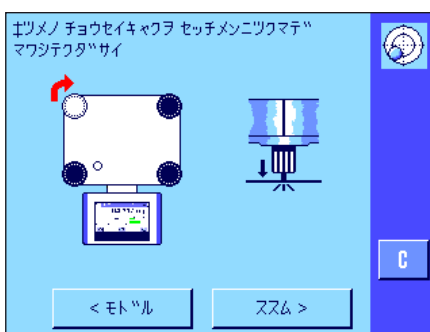 ｷﾂﾒﾉ ﾁｮｳｾｲｷｬｸｦ ｾｯﾁﾒﾝﾆﾂｸﾏﾃﾞ
ﾏﾜｼﾃｸﾀﾞｻｲ
C
< ﾓﾄﾞﾙ
ｽｽﾑ >